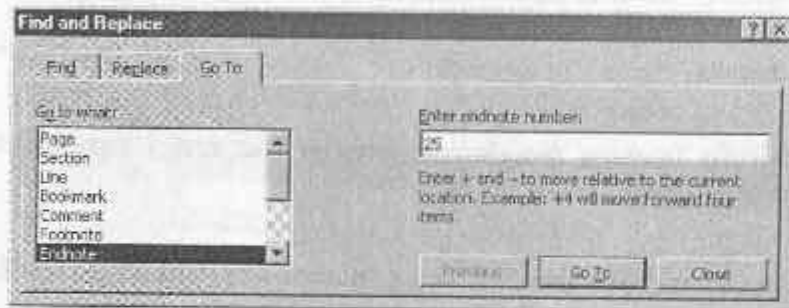 Find and Replace
Find Replace Go To
Go to what:
Page
Section
Line
Bookmark
Comment
Footnote
Endnote
Enter endnote number:
25
Enter + and - to move relative to the current
location. Example: +4 will move forward four
items.
Previous Go To Close